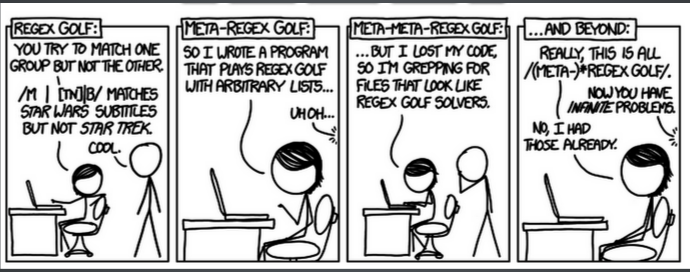 REGEX GOLF:
YOU TRY TO MATCH ONE
GROUP BUT NOT THE OTHER.
/M | [TN]|B/ MATCHES
STAR WARS SUBTITLES
BUT NOT STAR TREK.
COOL.
META-REGEX GOLF:
SO I WROTE A PROGRAM
THAT PLAYS REGEX GOLF
WITH ARBITRARY LISTS...
UH OH...
META-META-REGEX GOLF:
...BUT I LOST MY CODE,
SO I'M GREPPING FOR
FILES THAT LOOK LIKE
REGEX GOLF SOLVERS.
...AND BEYOND:
REALLY, THIS IS ALL
/(META-)*REGEX GOLF/.
NOW YOU HAVE
INFINITE PROBLEMS.
NO, I HAD
THOSE ALREADY.